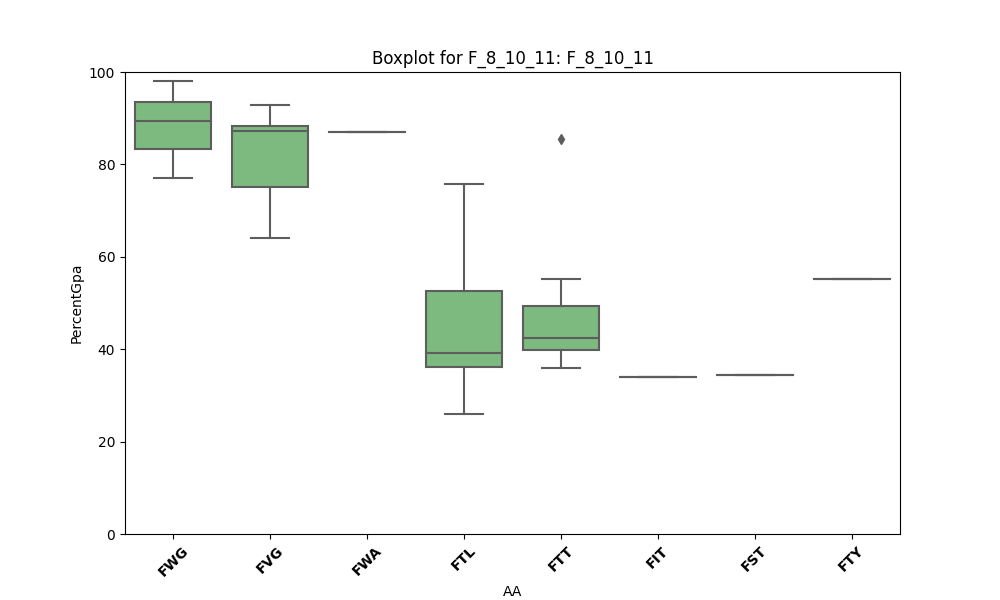 Boxplot for F_8_10_11: F_8_10_11
100
80
60
40
20
0
PercentGpa
FWG
FVG
FWA
FTL
FTT
FIT
FST
FTY
AA